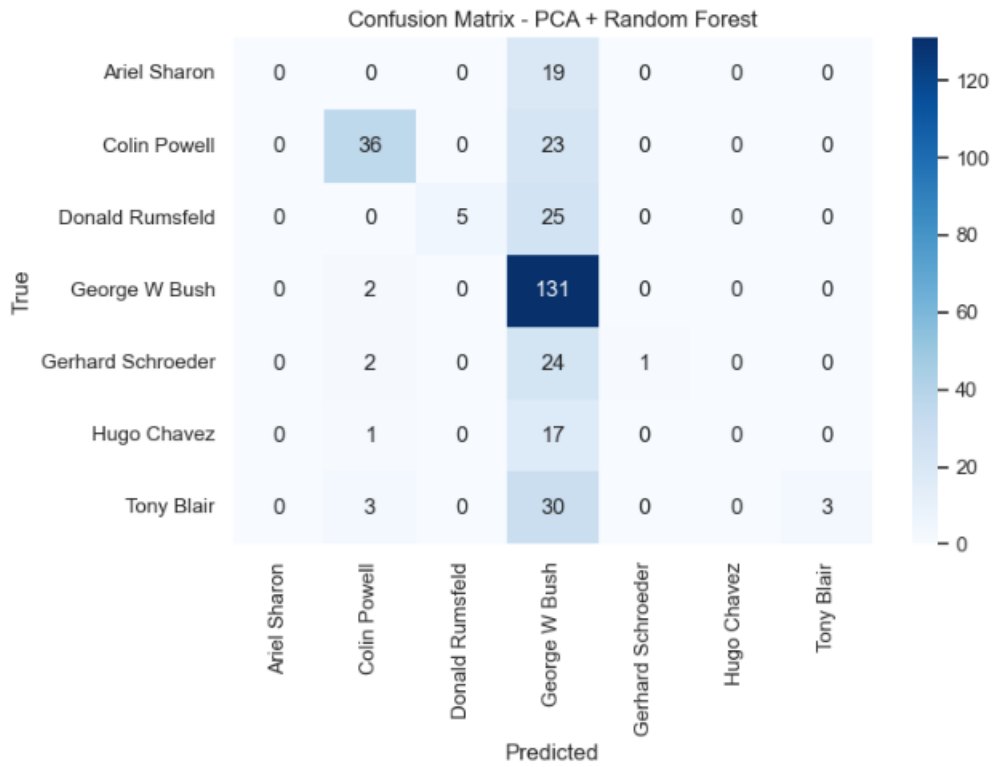 Confusion Matrix - PCA + Random Forest
Ariel Sharon 0 0 0 19 0 0 0
Colin Powell 0 36 0 23 0 0 0
Donald Rumsfeld 0 0 5 25 0 0 0
George W Bush 0 2 0 131 0 0 0
Gerhard Schroeder 0 2 0 24 1 0 0
Hugo Chavez 0 1 0 17 0 0 0
Tony Blair 0 3 0 30 0 0 3
True
Ariel Sharon
Colin Powell
Donald Rumsfeld
George W Bush
Gerhard Schroeder
Hugo Chavez
Tony Blair
Predicted
120
100
80
60
40
20
0